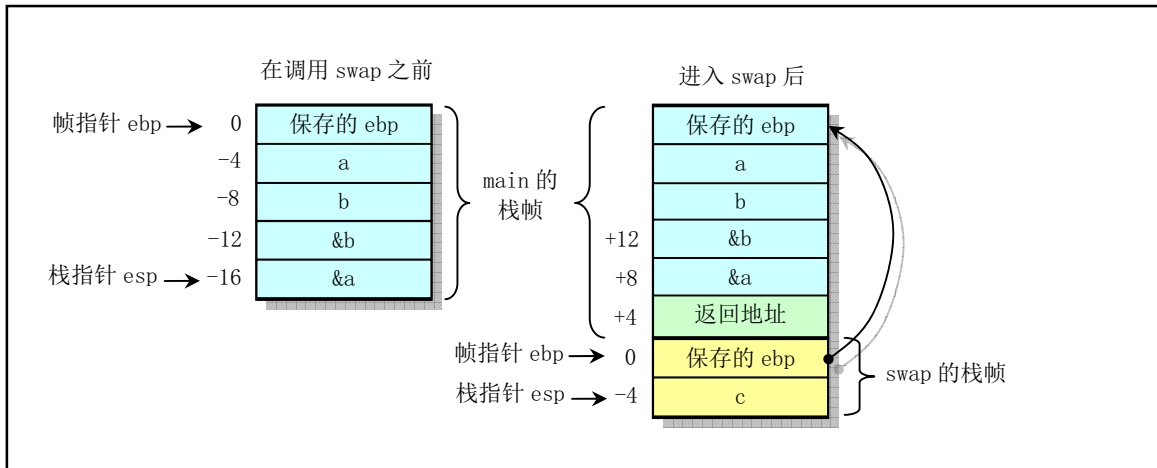 在调用 swap 之前
帧指针 ebp
0
保存的 ebp
-4
a
-8
b
-12
&b
栈指针 esp
-16
&a
main 的
栈帧
进入 swap 后
保存的 ebp
a
b
+12
&b
+8
&a
+4
返回地址
帧指针 ebp
0
保存的 ebp
栈指针 esp
-4
c
swap 的栈帧